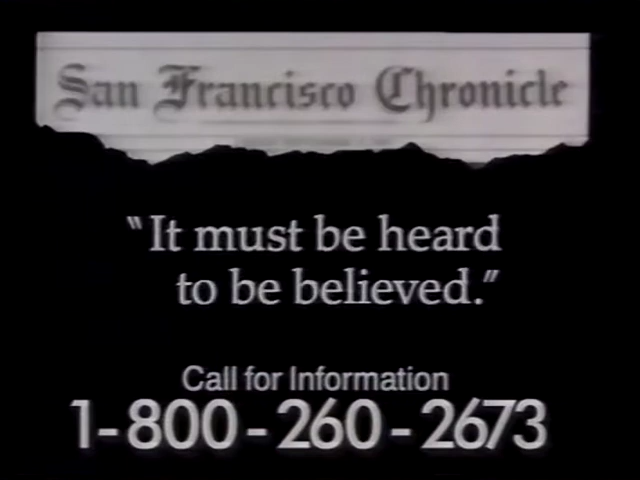 San Francisco Chronicle
"It must be heard
to be believed."
Call for Information
1-800-260-2673